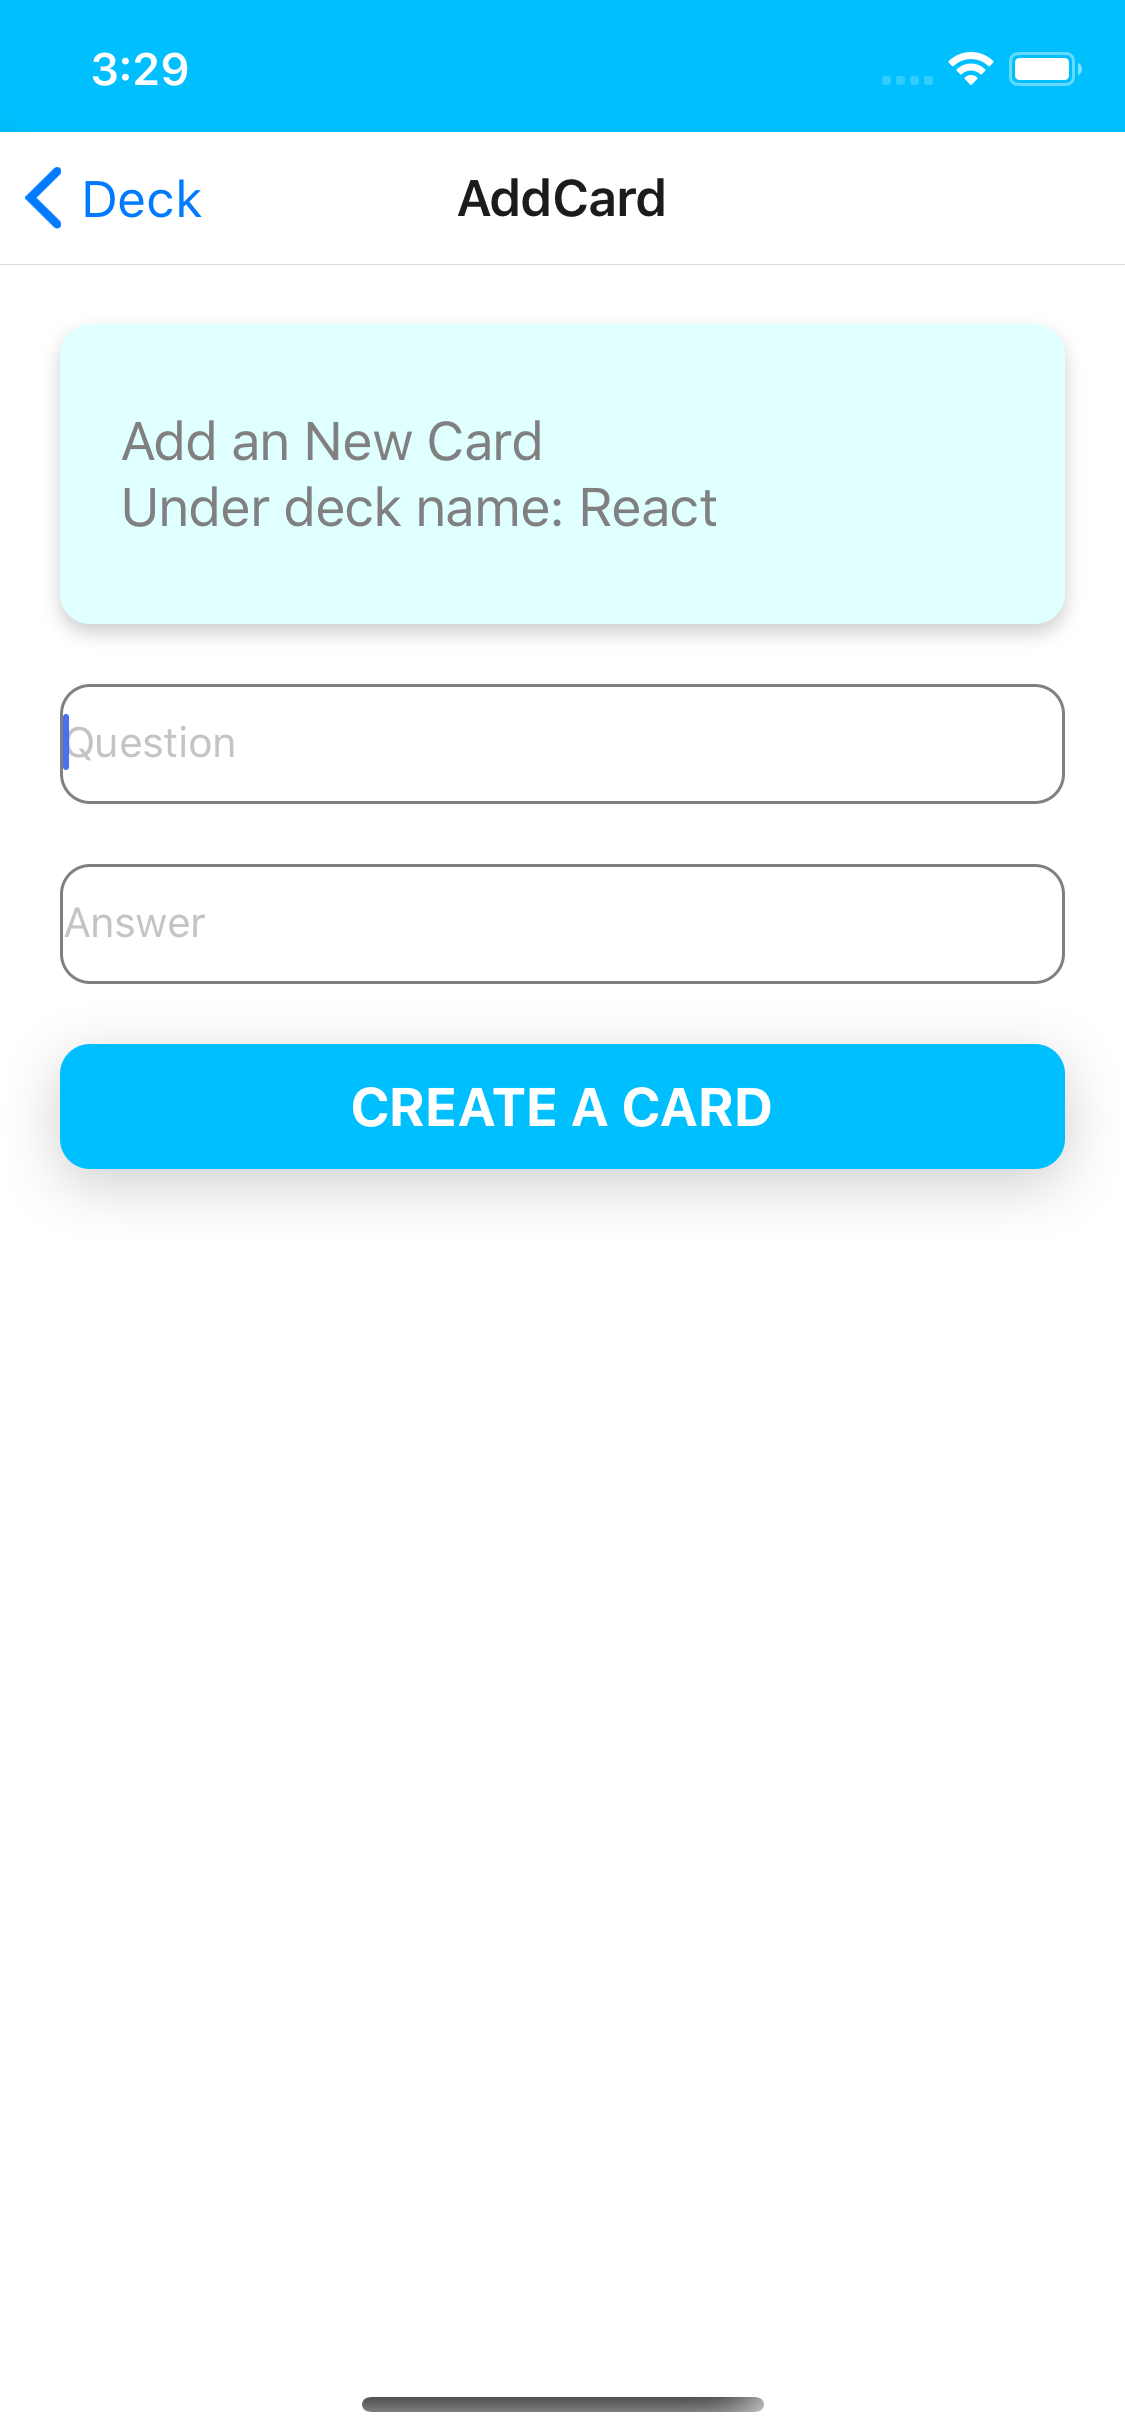 3:29
Deck
AddCard
Add an New Card
Under deck name: React
Question
Answer
CREATE A CARD